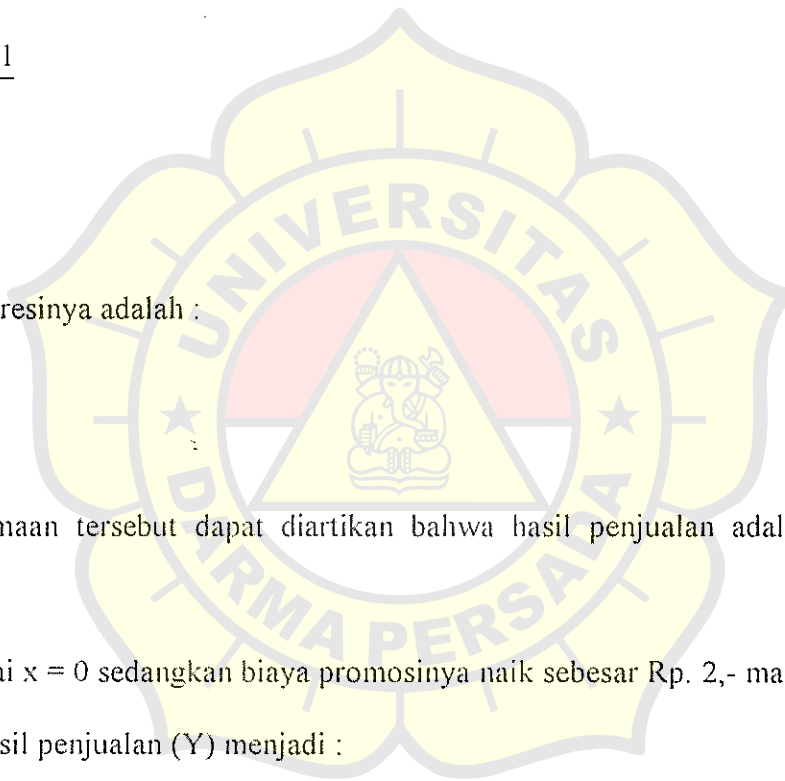 1
UNIVERSITAS
resinya adalah :
maan tersebut dapat diartikan bahwa hasil penjualan adal
DARMA PERSADA
ai x = 0 sedangkan biaya promosinya naik sebesar Rp. 2,- ma
sil penjualan (Y) menjadi :